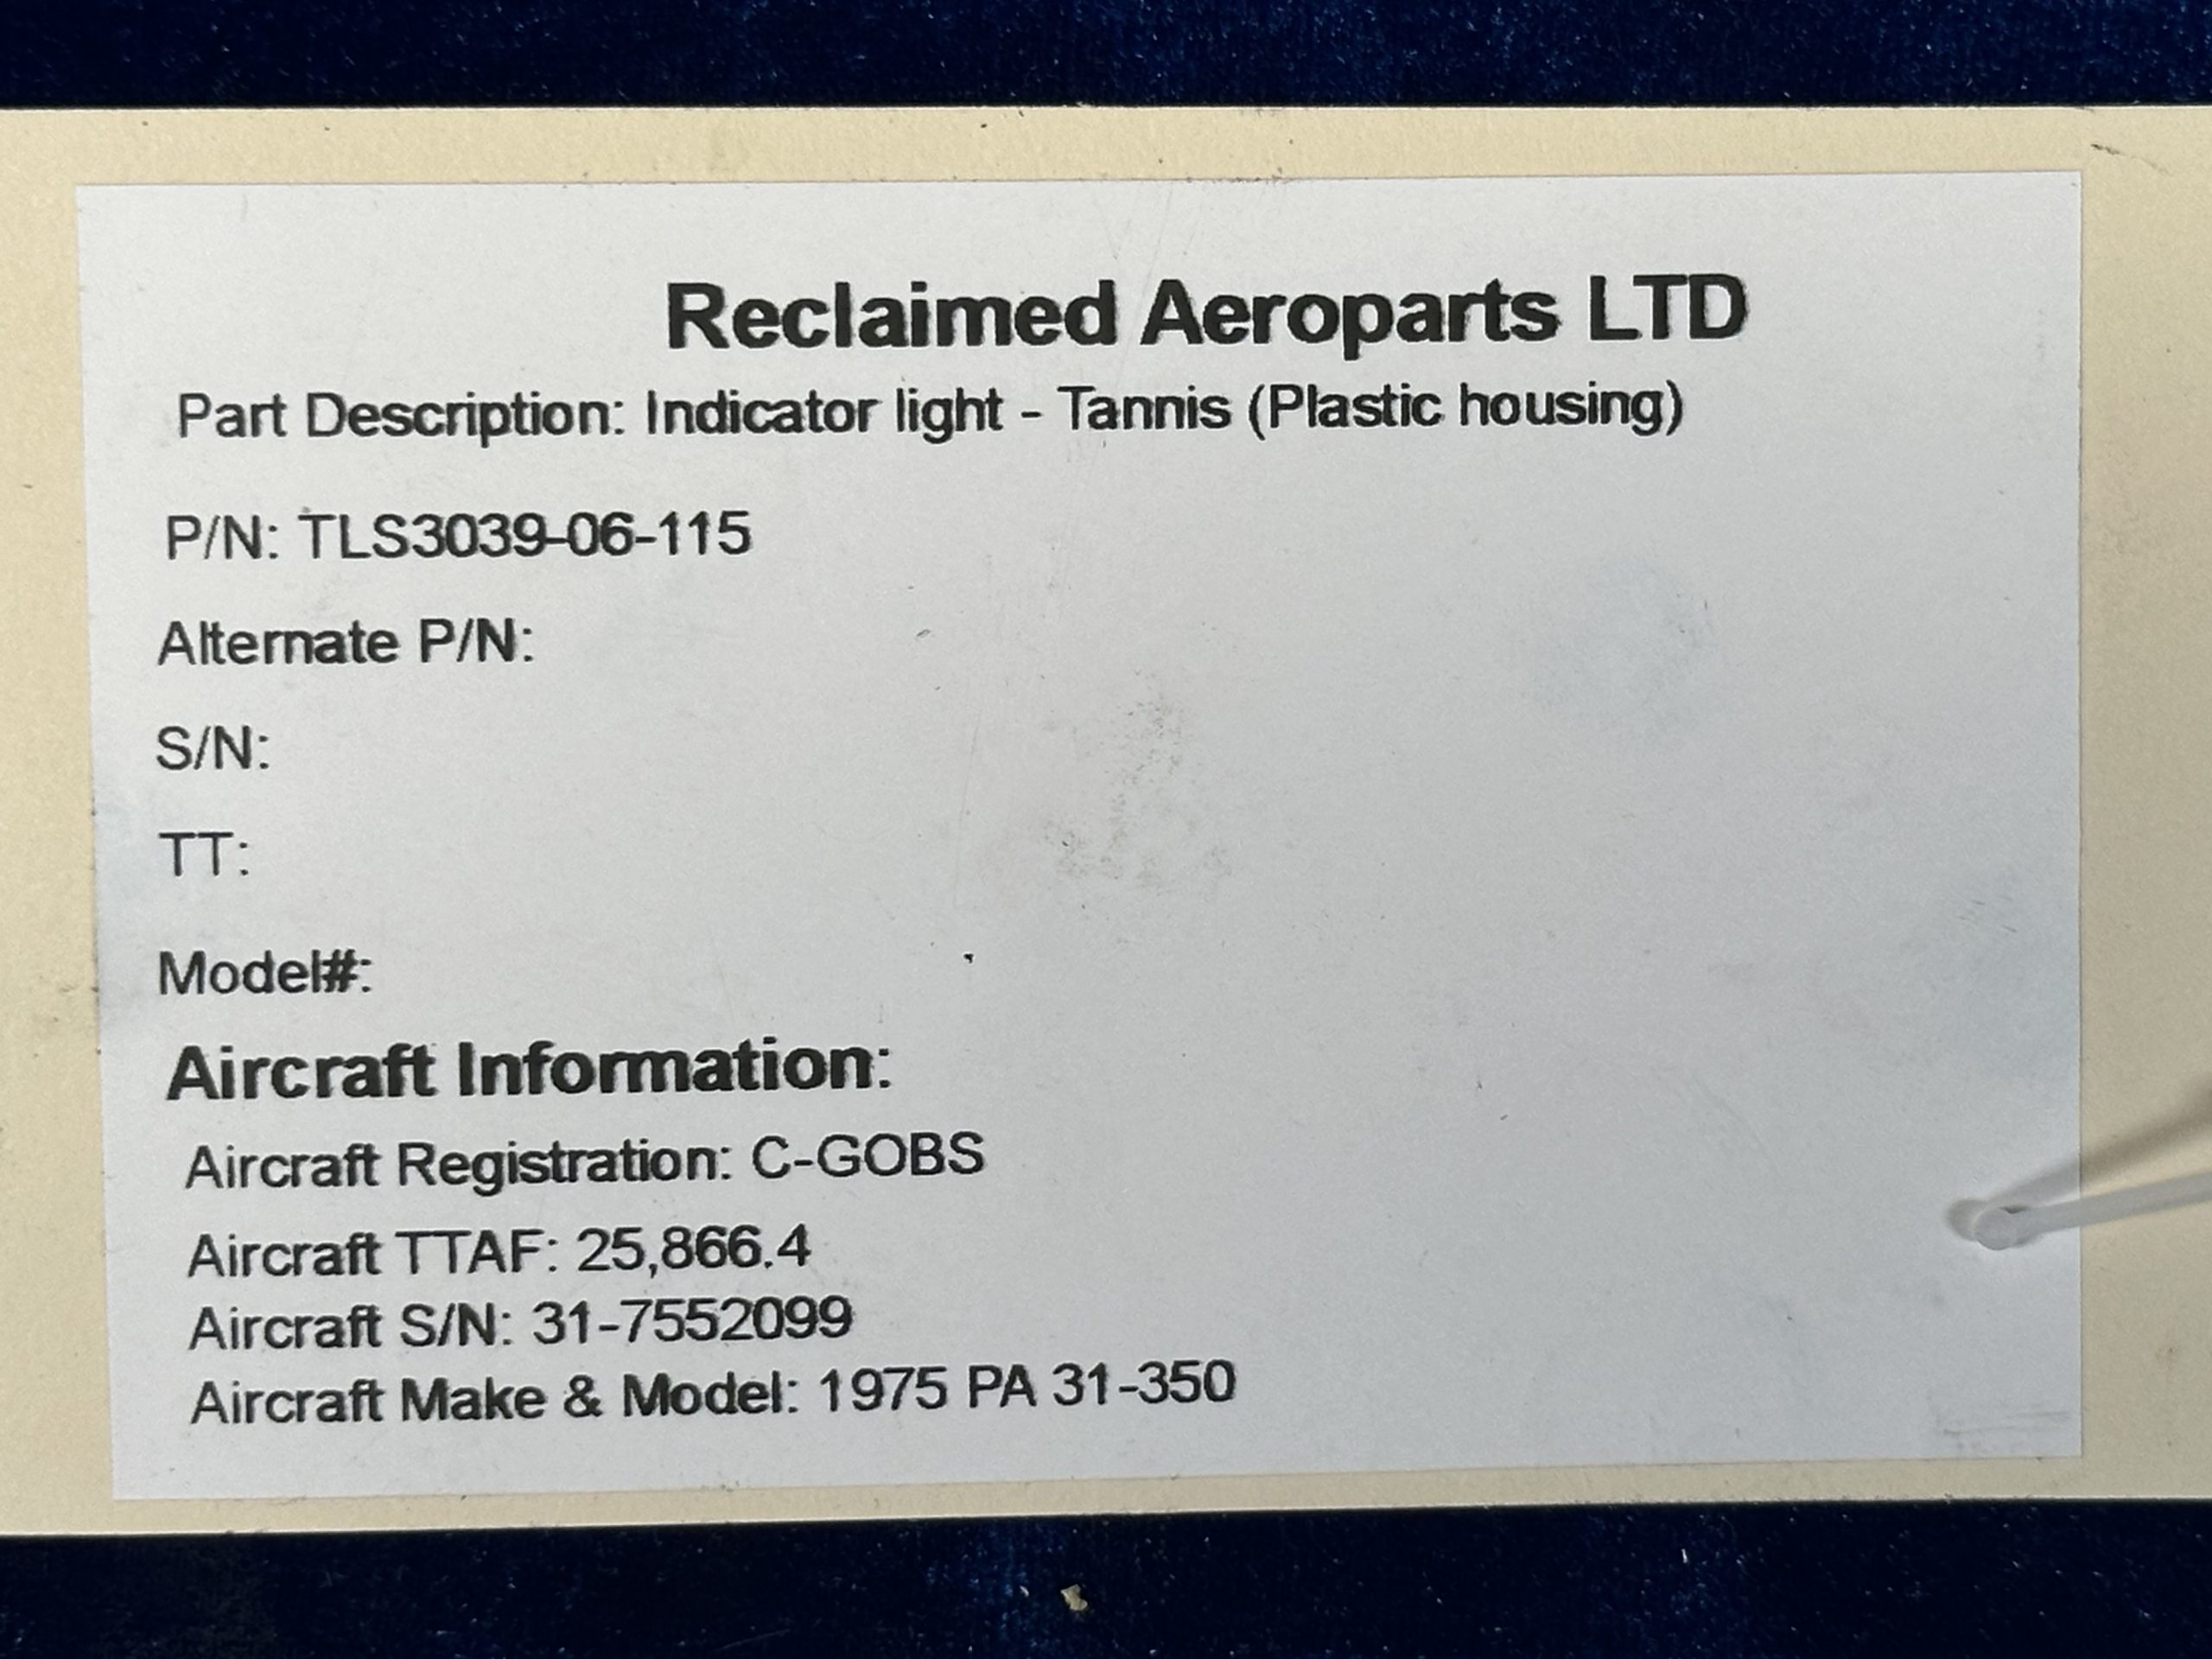 Reclaimed Aeroparts LTD
Part Description: Indicator light - Tannis (Plastic housing)
P/N: TLS3039-06-115
Alternate P/N:
S/N:
TT:
Model#:
Aircraft Information:
Aircraft Registration: C-GOBS
Aircraft TTAF: 25,866.4
Aircraft S/N: 31-7552099
Aircraft Make & Model: 1975 PA 31-350